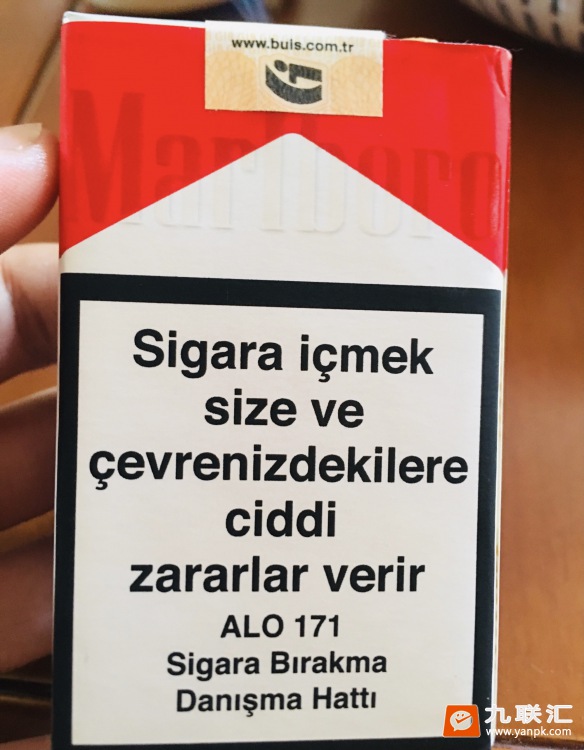 www.buis.com.tr
Marlboro
Sigara içmek
size ve
çevrenizdekilere
ciddi
zararlar verir
ALO 171
Sigara Bırakma
Danışma Hattı
九联汇
www.yanpk.com